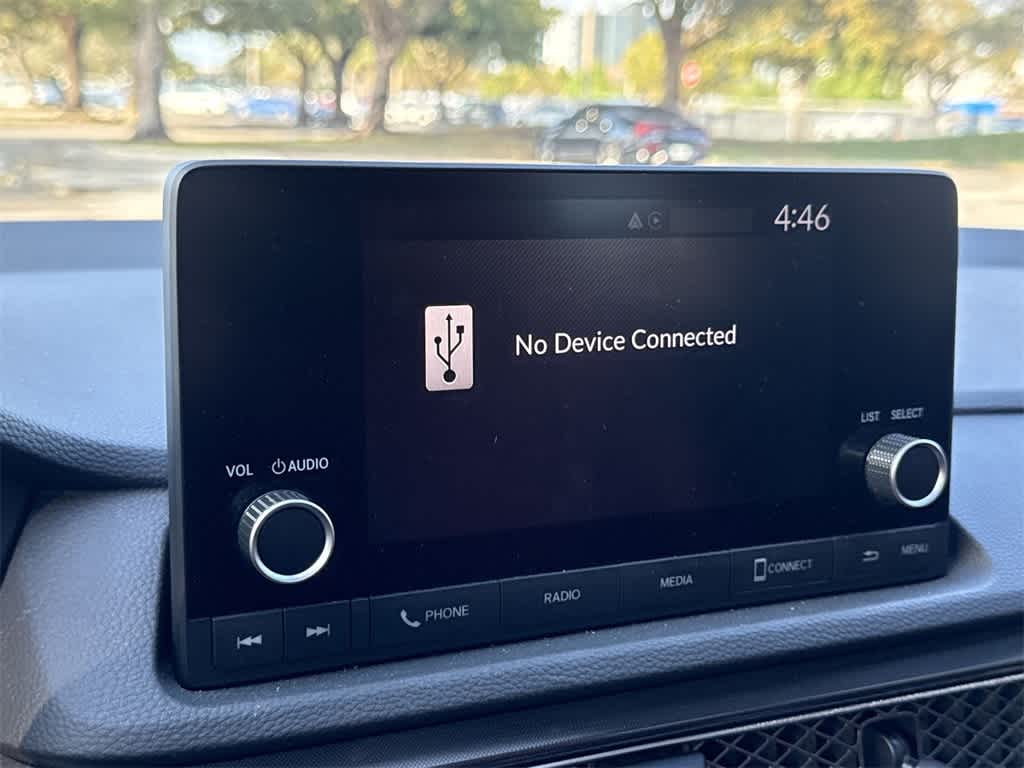 4:46
No Device Connected
LIST SELECT
VOL AUDIO
PHONE RADIO MEDIA CONNECT MENU